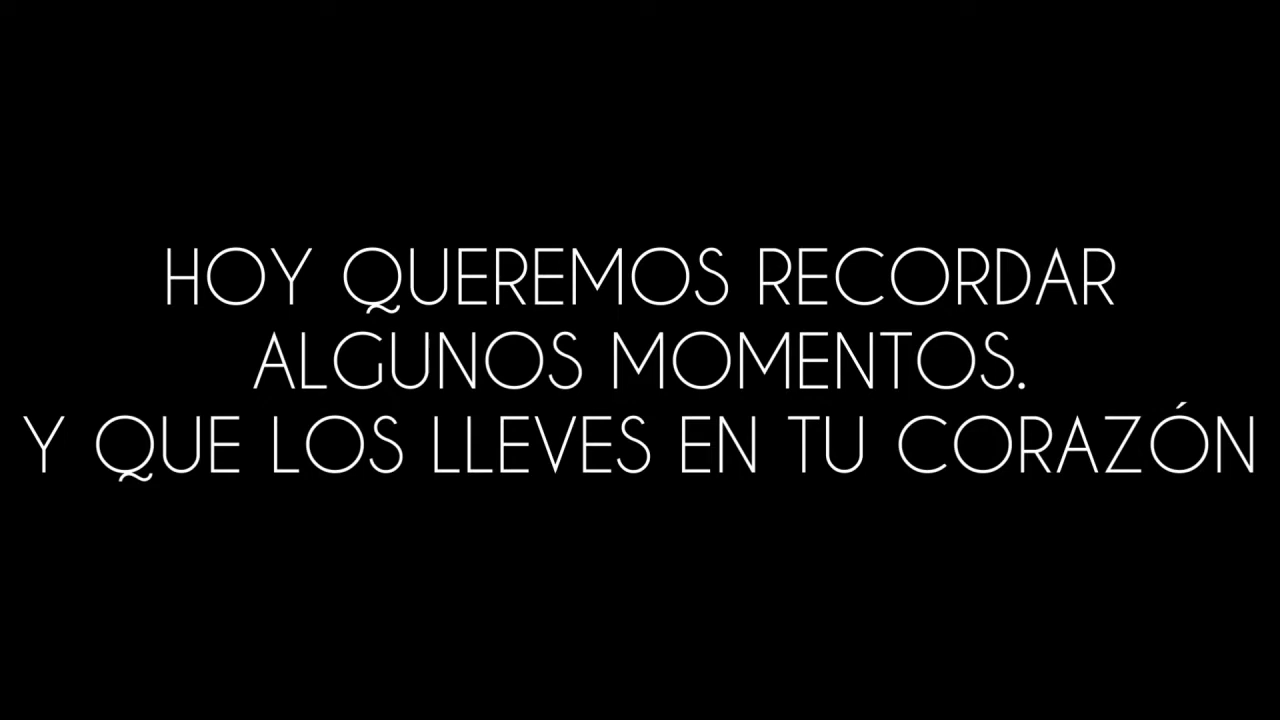 HOY QUEREMOS RECORDAR
ALGUNOS MOMENTOS.
Y QUE LOS LLEVES EN TU CORAZÓN